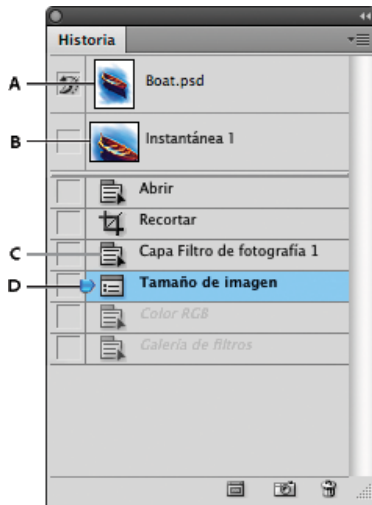 Historia
A
Boat.psd
B
Instantánea 1
Abrir
Recortar
C
Capa Filtro de fotografía 1
D
Tamaño de imagen
Color RGB
Galería de filtros